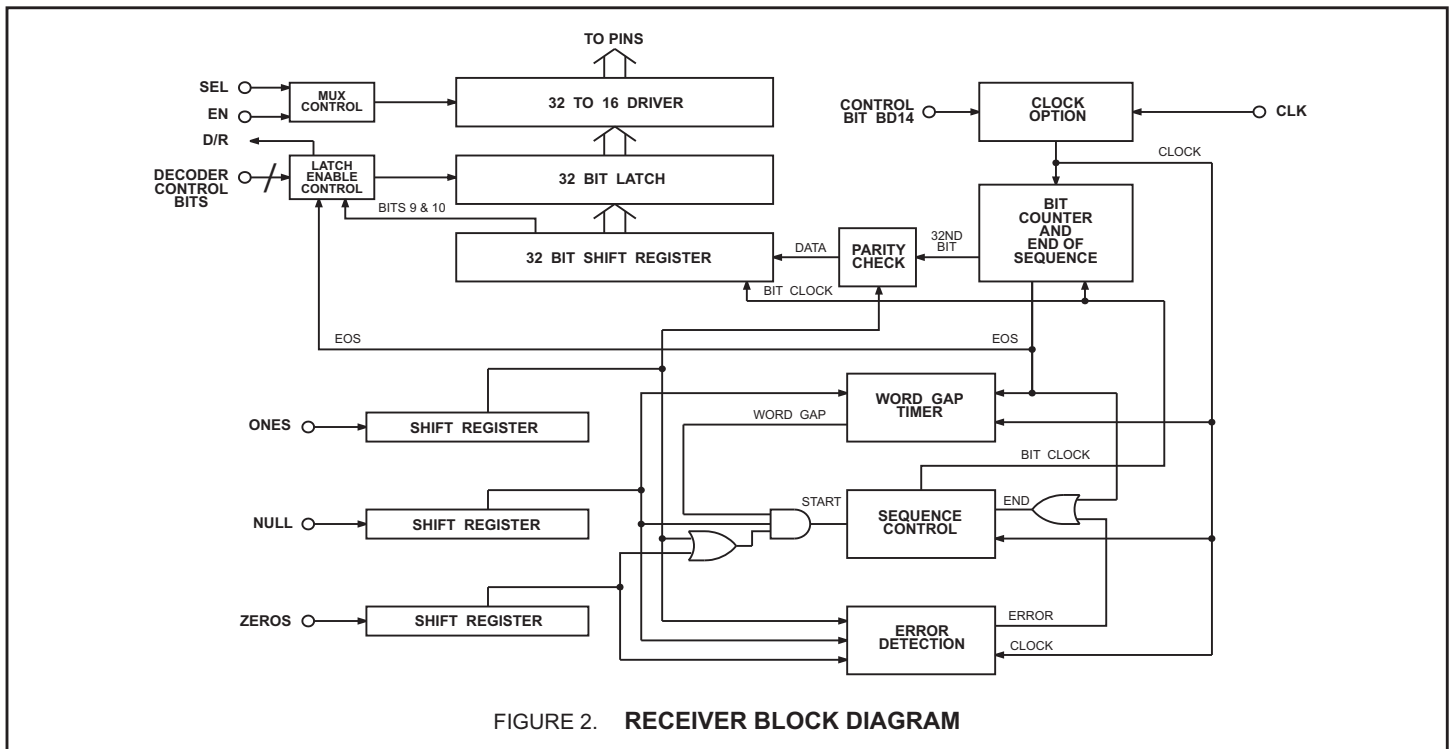 TO PINS
SEL
EN
D/R
MUX
CONTROL
32 TO 16 DRIVER
CONTROL
BIT BD14
CLOCK
OPTION
CLK
CLOCK
DECODER
CONTROL
BITS
LATCH
ENABLE
CONTROL
32 BIT LATCH
BITS 9 & 10
32 BIT SHIFT REGISTER
DATA
PARITY
CHECK
32ND
BIT
BIT
COUNTER
AND
END OF
SEQUENCE
BIT CLOCK
EOS
EOS
ONES
SHIFT REGISTER
WORD GAP
WORD GAP
TIMER
BIT CLOCK
NULL
SHIFT REGISTER
START
SEQUENCE
CONTROL
END
ZEROS
SHIFT REGISTER
ERROR
DETECTION
ERROR
CLOCK
FIGURE 2. RECEIVER BLOCK DIAGRAM